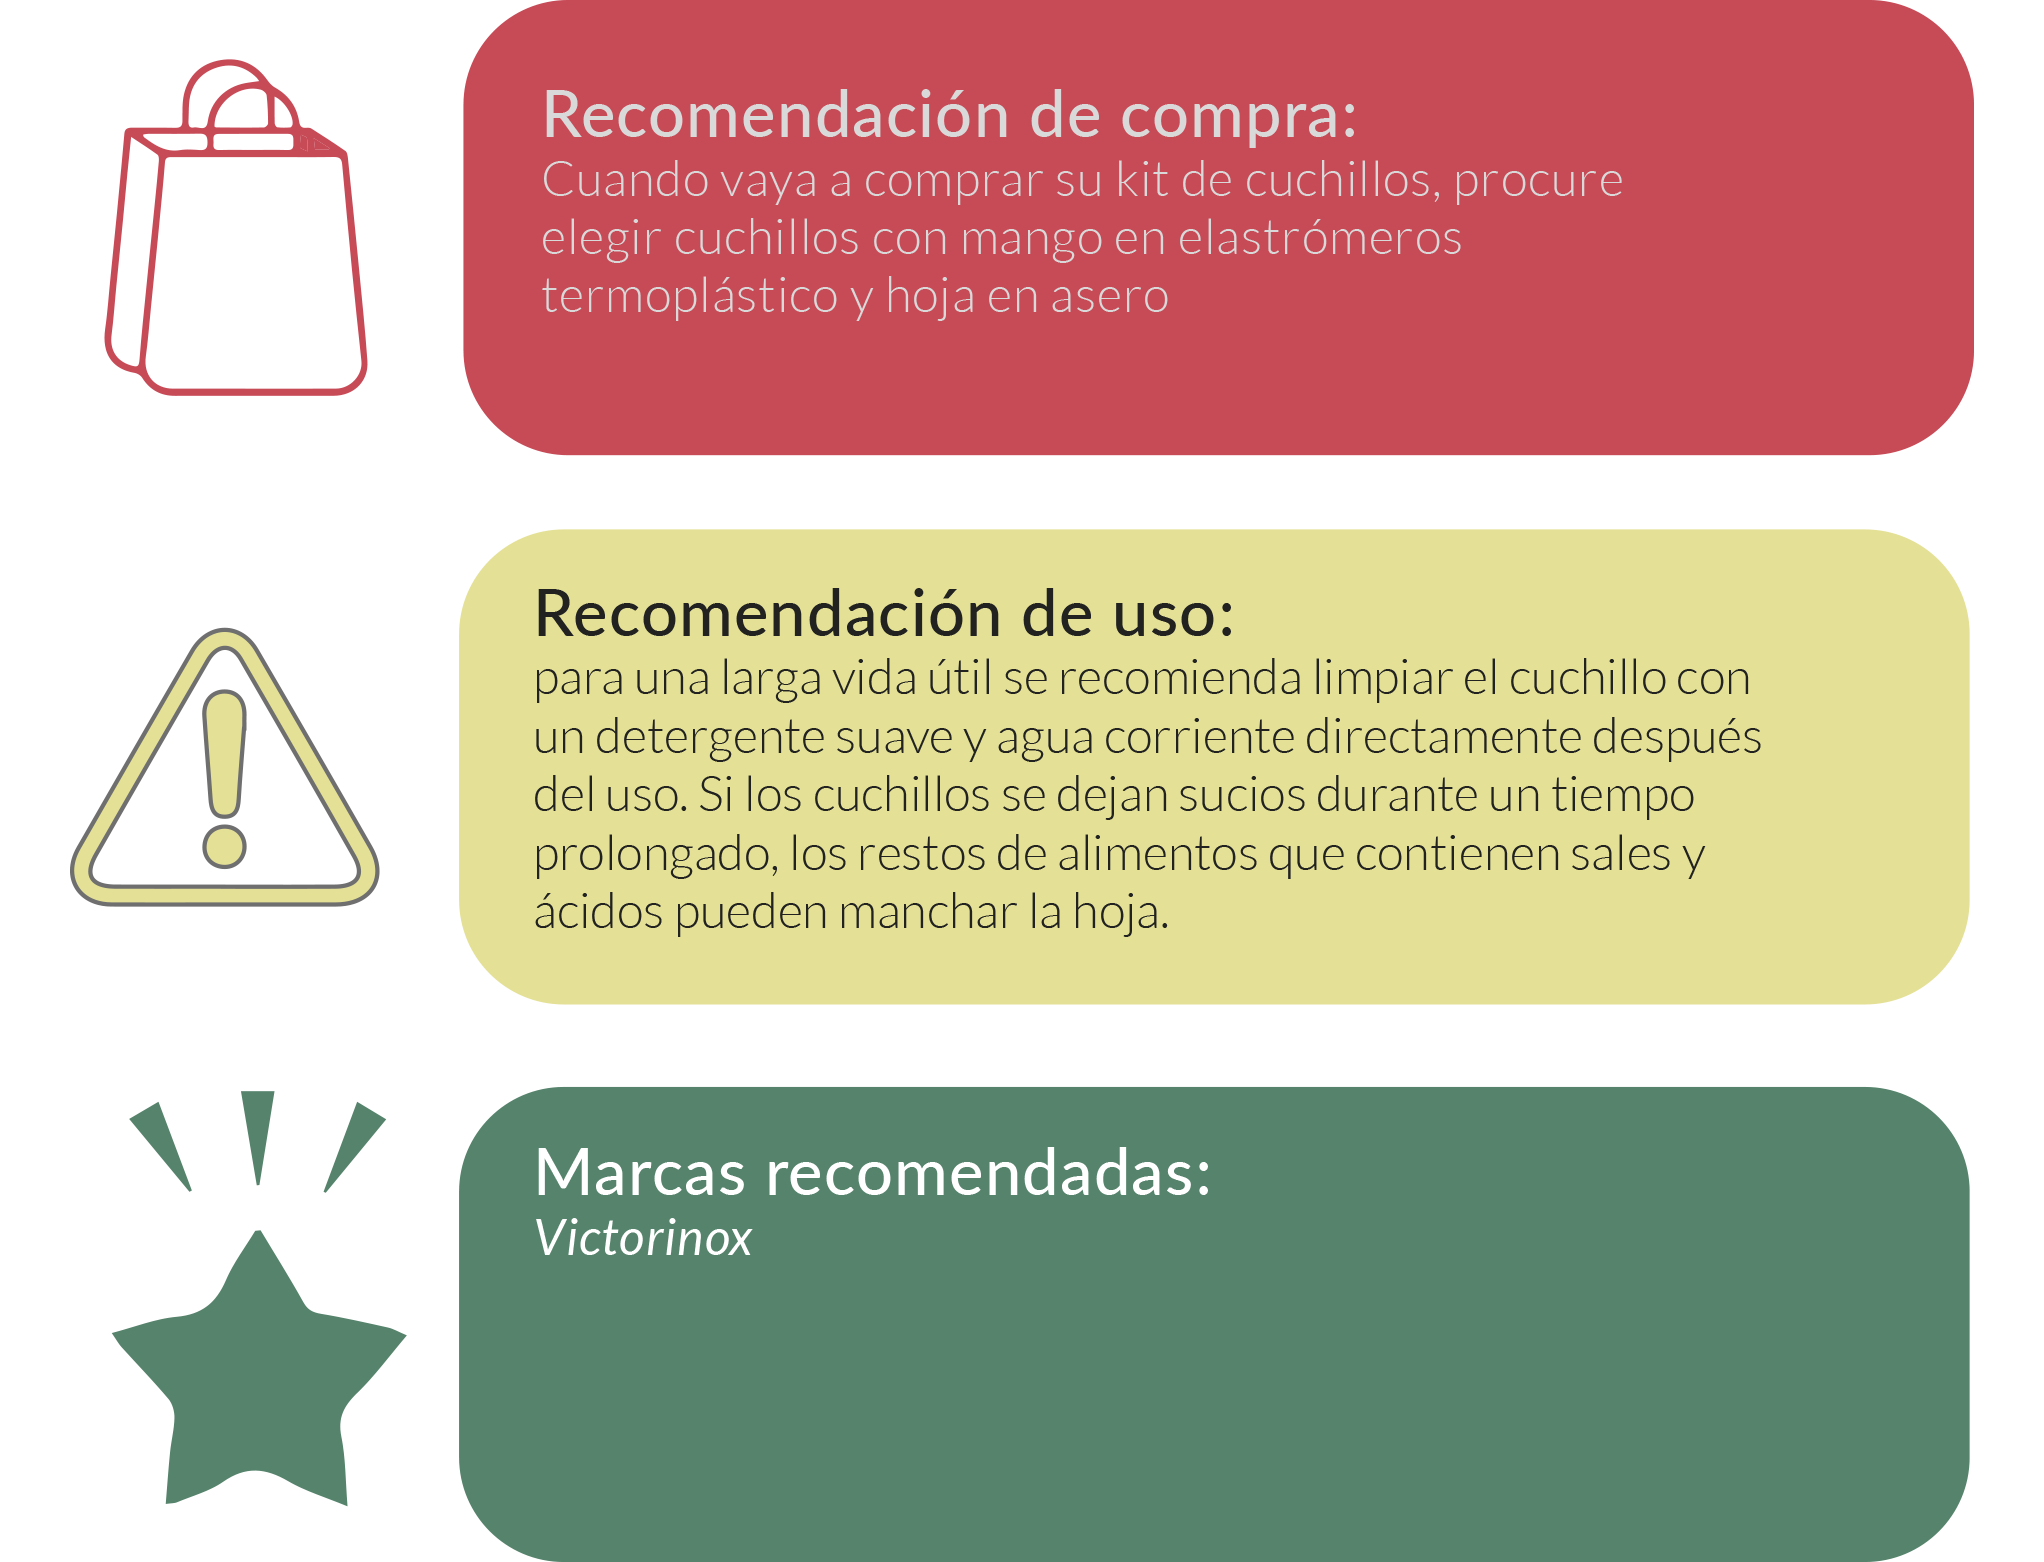 Recomendación de compra:
Cuando vaya a comprar su kit de cuchillos, procure
elegir cuchillos con mango en elastrómeros
termoplástico y hoja en asero
Recomendación de uso:
para una larga vida útil se recomienda limpiar el cuchillo con
un detergente suave y agua corriente directamente después
del uso. Si los cuchillos se dejan sucios durante un tiempo
prolongado, los restos de alimentos que contienen sales y
ácidos pueden manchar la hoja.
Marcas recomendadas:
Victorinox